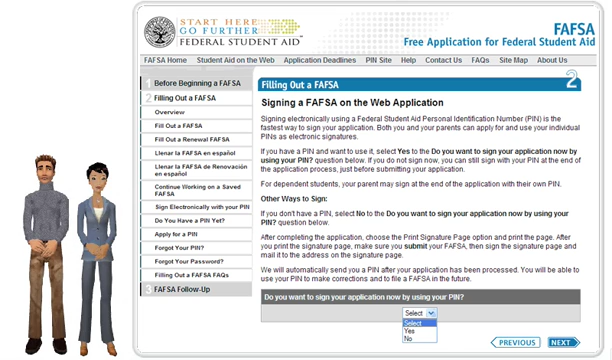 START HERE
GO FURTHER
FEDERAL STUDENT AID
FAFSA
Free Application for Federal Student Aid
FAFSA Home Student Aid on the Web Application Deadlines PIN Site Help Contact Us FAQs Site Map About Us
1 Before Beginning a FAFSA
2 Filling Out a FAFSA
Overview
Fill Out a FAFSA
Fill Out a Renewal FAFSA
Llenar la FAFSA en español
Llenar la FAFSA de Renovación
en español
Continue Working on a Saved
FAFSA
Sign Electronically with your PIN
Do You Have a PIN Yet?
Apply for a PIN
Forgot Your PIN?
Forgot Your Password?
Filling Out a FAFSA FAQs
3 FAFSA Follow-Up
Filling Out a FAFSA
2
Signing a FAFSA on the Web Application
Signing electronically using a Federal Student Aid Personal Identification Number (PIN) is the
fastest way to sign your application. Both you and your parents can apply for and use your individual
PINs as electronic signatures.
If you have a PIN and want to use it, select Yes to the Do you want to sign your application now by
using your PIN? question below. If you do not sign now, you can still sign with your PIN at the end of
the application process, just before submitting your application.
For dependent students, your parent may sign at the end of the application with their own PIN.
Other Ways to Sign:
If you don't have a PIN, select No to the Do you want to sign your application now by using your
PIN? question below.
After completing the application, choose the Print Signature Page option and print the page. After
you print the signature page, make sure you submit your FAFSA, then sign the signature page and
mail it to the address on the signature page.
We will automatically send you a PIN after your application has been processed. You will be able to
use your PIN to make corrections and to file a FAFSA in the future.
Do you want to sign your application now by using your PIN?
Select
Select
Yes
No
PREVIOUS
NEXT